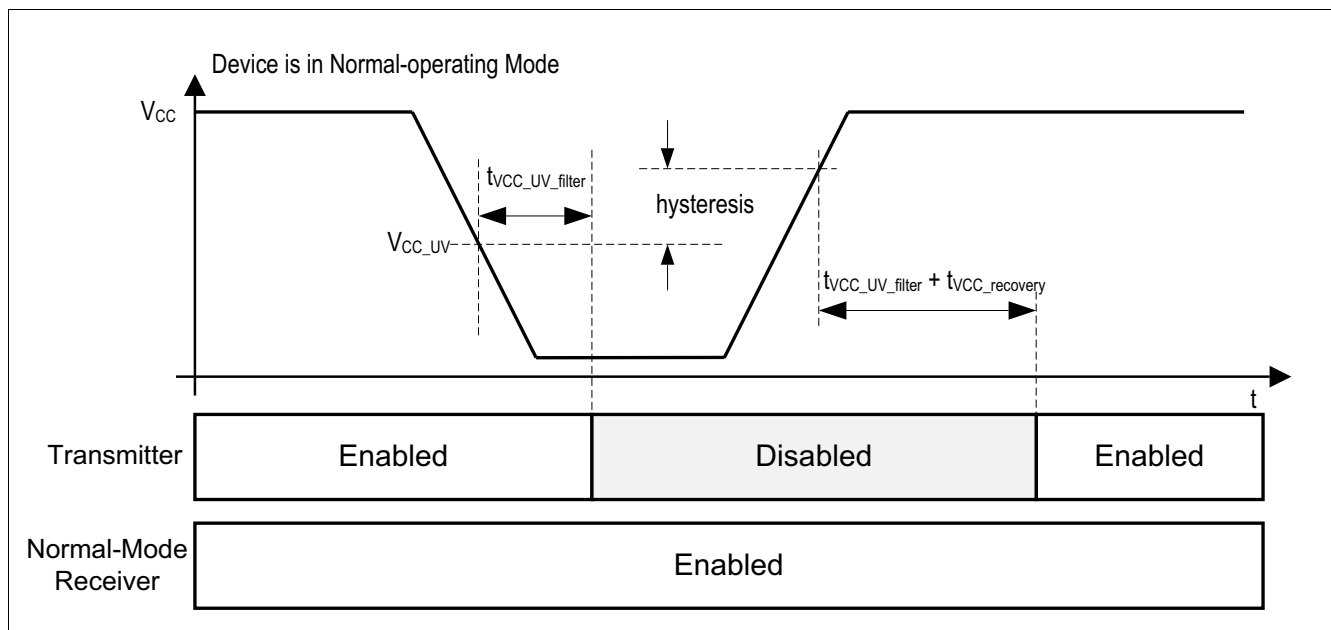 Device is in Normal-operating Mode
VCC
tVCC_UV_filter
hysteresis
VCC_UV
tVCC_UV_filter + tVCC_recovery
t
Transmitter
Enabled
Disabled
Enabled
Normal-Mode
Receiver
Enabled